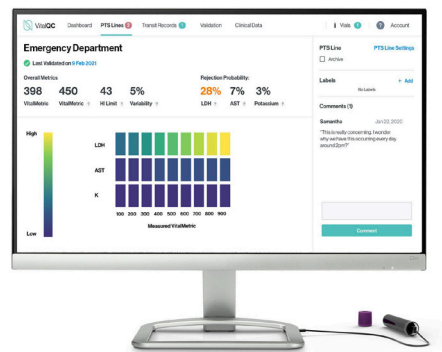 VitalQC Dashboard PTS Lines 2 Transit Records 1 Validation Clinical Data Vials 1 ? Account
Emergency Department
Last Validated on 9 Feb 2021
Overall Metrics
398 450 43 5%
VitalMetric VitalMetric HI Limit Variability
Rejection Probability:
28% 7% 3%
LDH AST Potassium
High
Low
LDH
AST
K
100 200 300 400 500 600 700 800 900
Measured VitalMetric
PTS Line PTS Line Settings
Archive
Labels + Add
No Labels
Comments (1)
Samantha Jan 22, 2020
"This is really concerning. I wonder
why we have this occurring every day
around 2pm?"
Comment